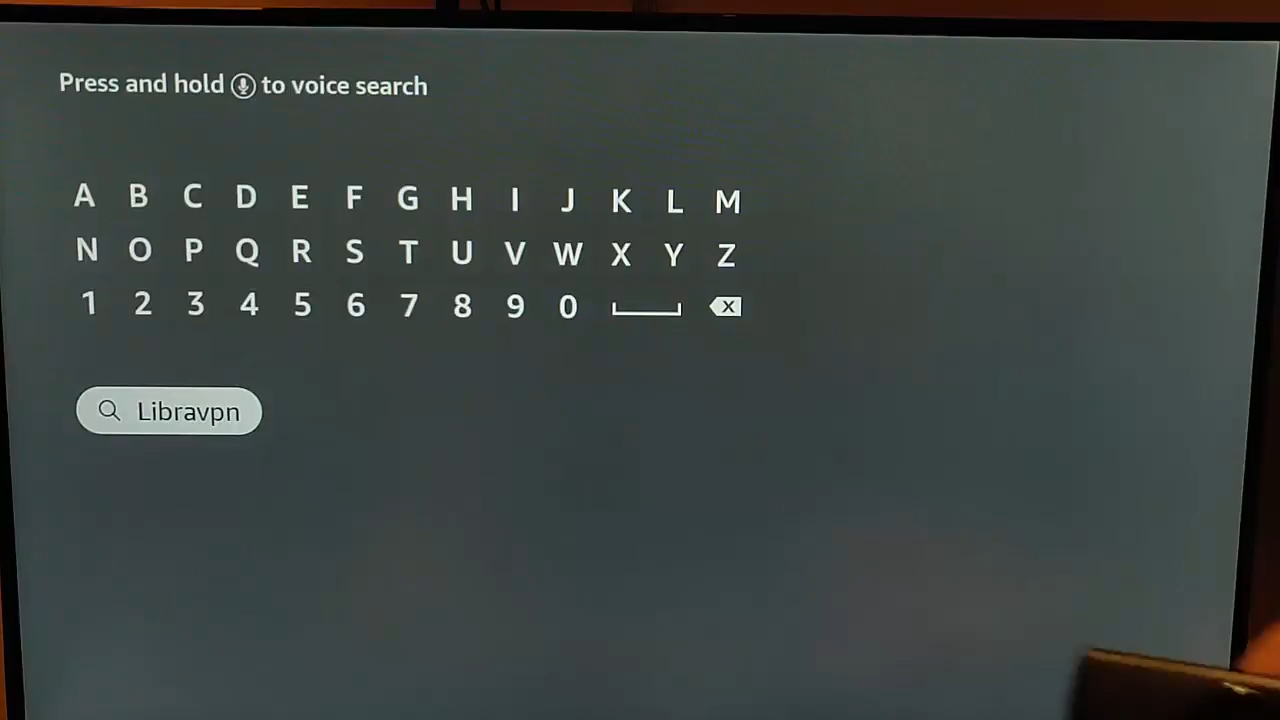 Press and hold to voice search
A B C D E F G H I J K L M
N O P Q R S T U V W X Y Z
1 2 3 4 5 6 7 8 9 0
Libravpn